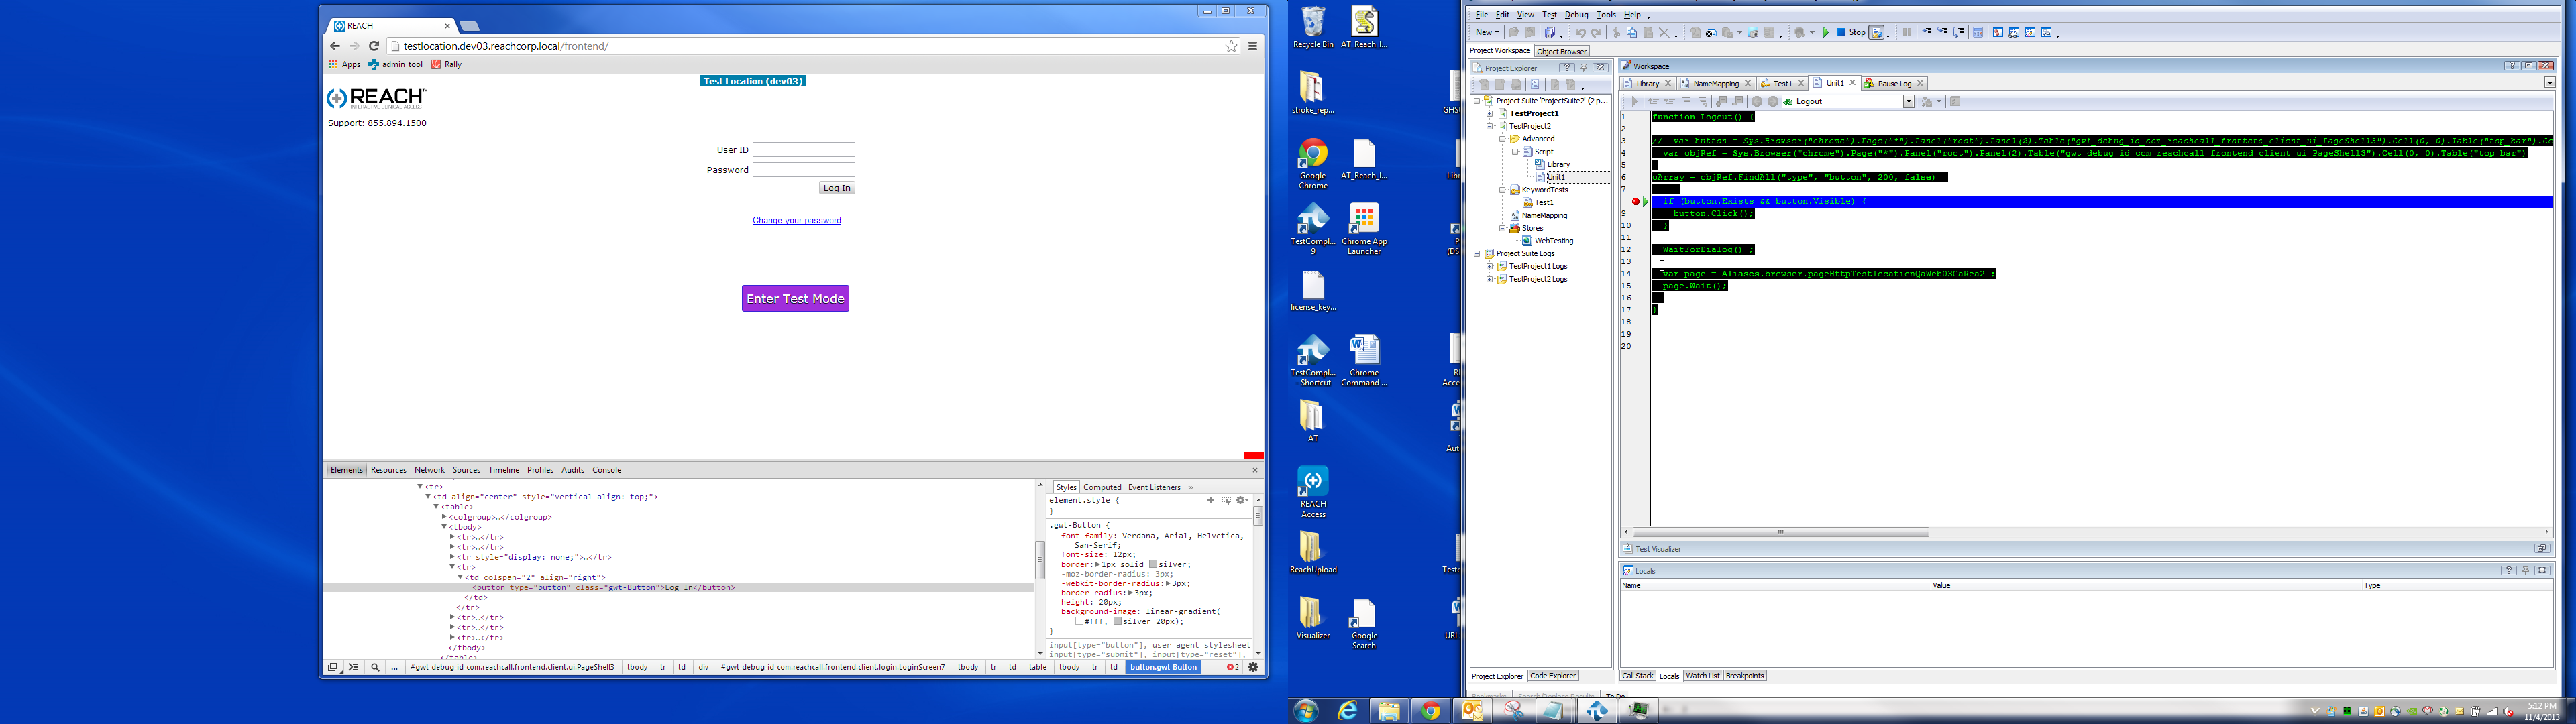 REACH
testlocation.dev03.reachcorp.local/frontend/
Apps admin_tool Rally
Test Location (dev03)
REACH
INTERACTIVE CLINICAL ACCESS
Support: 855.894.1500
User ID
Password
Log In
Change your password
Enter Test Mode
Elements Resources Network Sources Timeline Profiles Audits Console
<tr>
<td align="center" style="vertical-align: top;">
<table>
<colgroup>…</colgroup>
<tbody>
<tr>…</tr>
<tr>…</tr>
<tr style="display: none;">…</tr>
<tr>
<td colspan="2" align="right">
<button type="button" class="gwt-Button">Log In</button>
</td>
</tr>
<tr>…</tr>
<tr>…</tr>
<tr>…</tr>
</tbody>
</table>
Styles Computed Event Listeners »
element.style {
}
.gwt-Button {
font-family: Verdana, Arial, Helvetica,
San-Serif;
font-size: 12px;
border: 1px solid silver;
-moz-border-radius: 3px;
-webkit-border-radius: 3px;
border-radius: 3px;
height: 20px;
background-image: linear-gradient(
#fff, silver 20px);
}
input[type="button"], user agent stylesheet
input[type="submit"], input[type="reset"],
... #gwt-debug-id-com.reachcall.frontend.client.ui.PageShell3 tbody tr td div #gwt-debug-id-com.reachcall.frontend.client.login.LoginScreen7 tbody tr td table tbody tr td button.gwt-Button 2
Recycle Bin
AT_Reach_I...
stroke_rep...
GHS
Google Chrome
AT_Reach_I...
TestCompl... 9
Chrome App Launcher
license_key...
TestCompl... - Shortcut
Chrome Command ...
AT
REACH Access
ReachUpload
Visualizer
Google Search
File Edit View Test Debug Tools Help
New Stop
Project Workspace Object Browser
Project Explorer
Project Suite 'ProjectSuite2' (2 p...
TestProject1
TestProject2
Advanced
Script
Library
Unit1
KeywordTests
Test1
NameMapping
Stores
WebTesting
Project Suite Logs
TestProject1 Logs
TestProject2 Logs
Project Explorer Code Explorer
Workspace
Library NameMapping Test1 Unit1 Pause Log
Logout
1 function Logout() {
2
3 // var button = Sys.Browser("chrome").Page("*").Panel("root").Panel(2).Table("gwt_debug_id_com_reachcall_frontend_client_ui_PageShell3").Cell(0, 0).Table("top_bar").Ce
4 var objRef = Sys.Browser("chrome").Page("*").Panel("root").Panel(2).Table("gwt_debug_id_com_reachcall_frontend_client_ui_PageShell3").Cell(0, 0).Table("top_bar")
5
6 oArray = objRef.FindAll("type", "button", 200, false)
7
if (button.Exists && button.Visible) {
9 button.Click();
10 }
11
12 WaitForDialog() ;
13
14 var page = Aliases.browser.pageHttpTestlocationQaWeb03GaRea2 ;
15 page.Wait();
16
17 }
18
19
20
Test Visualizer
Locals
Name Value Type
Call Stack Locals Watch List Breakpoints
Bookmarks Search/Replace Results To Do
5:12 PM
11/4/2013